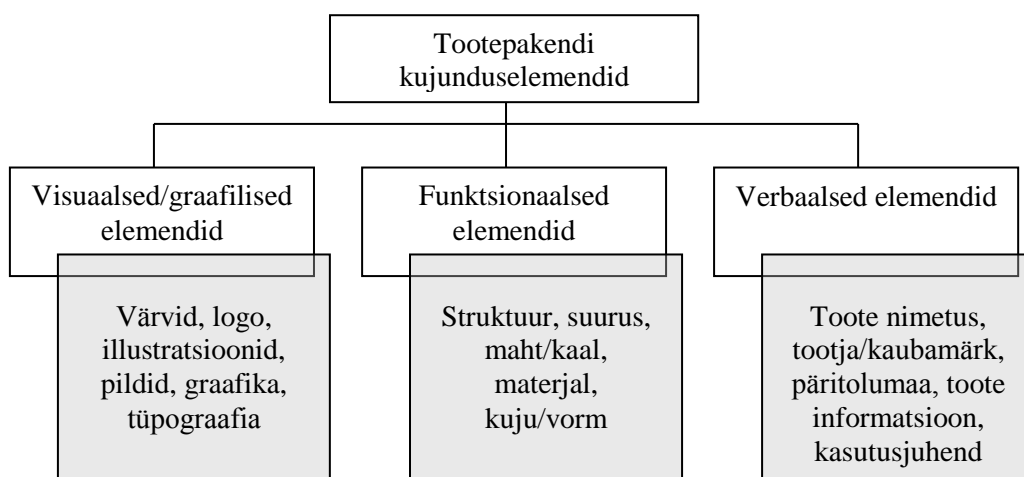 Tootepakendi
kujunduselemendid
Visuaalsed/graafilised
elemendid
Funktsionaalsed
elemendid
Verbaalsed elemendid
Värvid, logo,
illustratsioonid,
pildid, graafika,
tüpograafia
Struktuur, suurus,
maht/kaal,
materjal,
kuju/vorm
Toote nimetus,
tootja/kaubamärk,
päritolumaa, toote
informatsioon,
kasutusjuhend